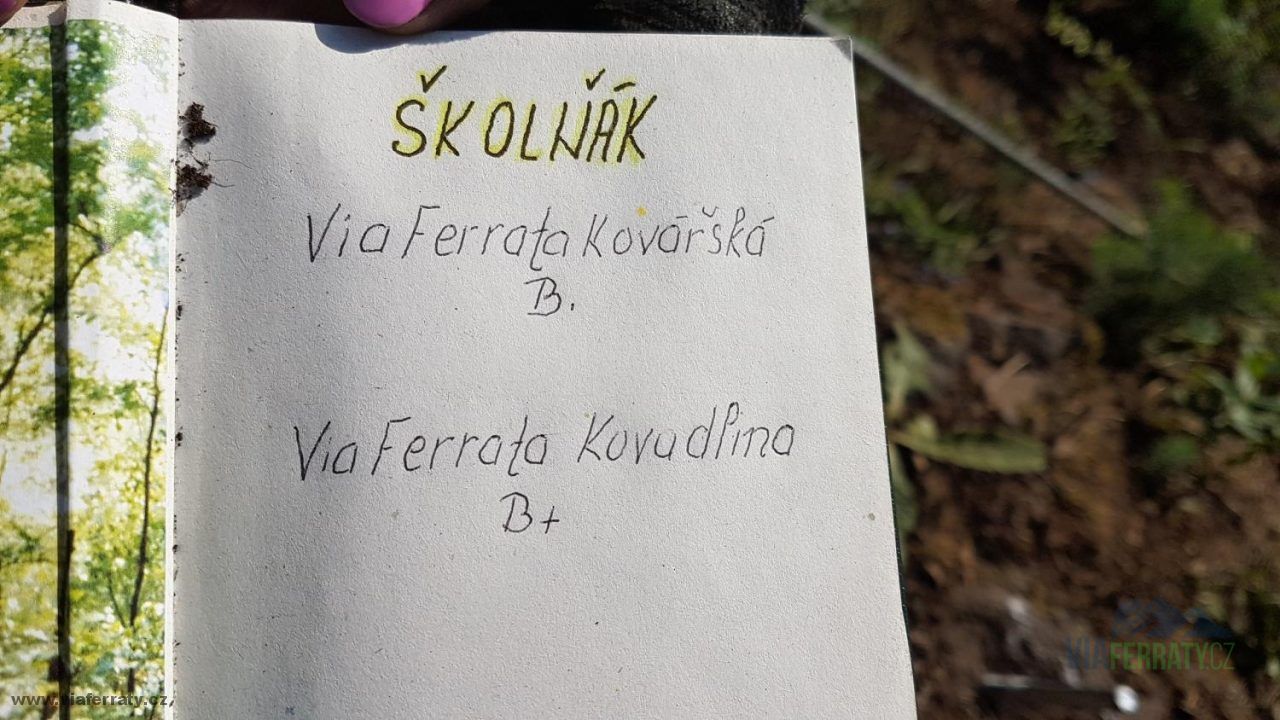 ŠKOLŇÁK
Via Ferrata Kovářská
B.
Via Ferrata Kovadlina
B+
VIAFERRATY.CZ
www.viaferraty.cz